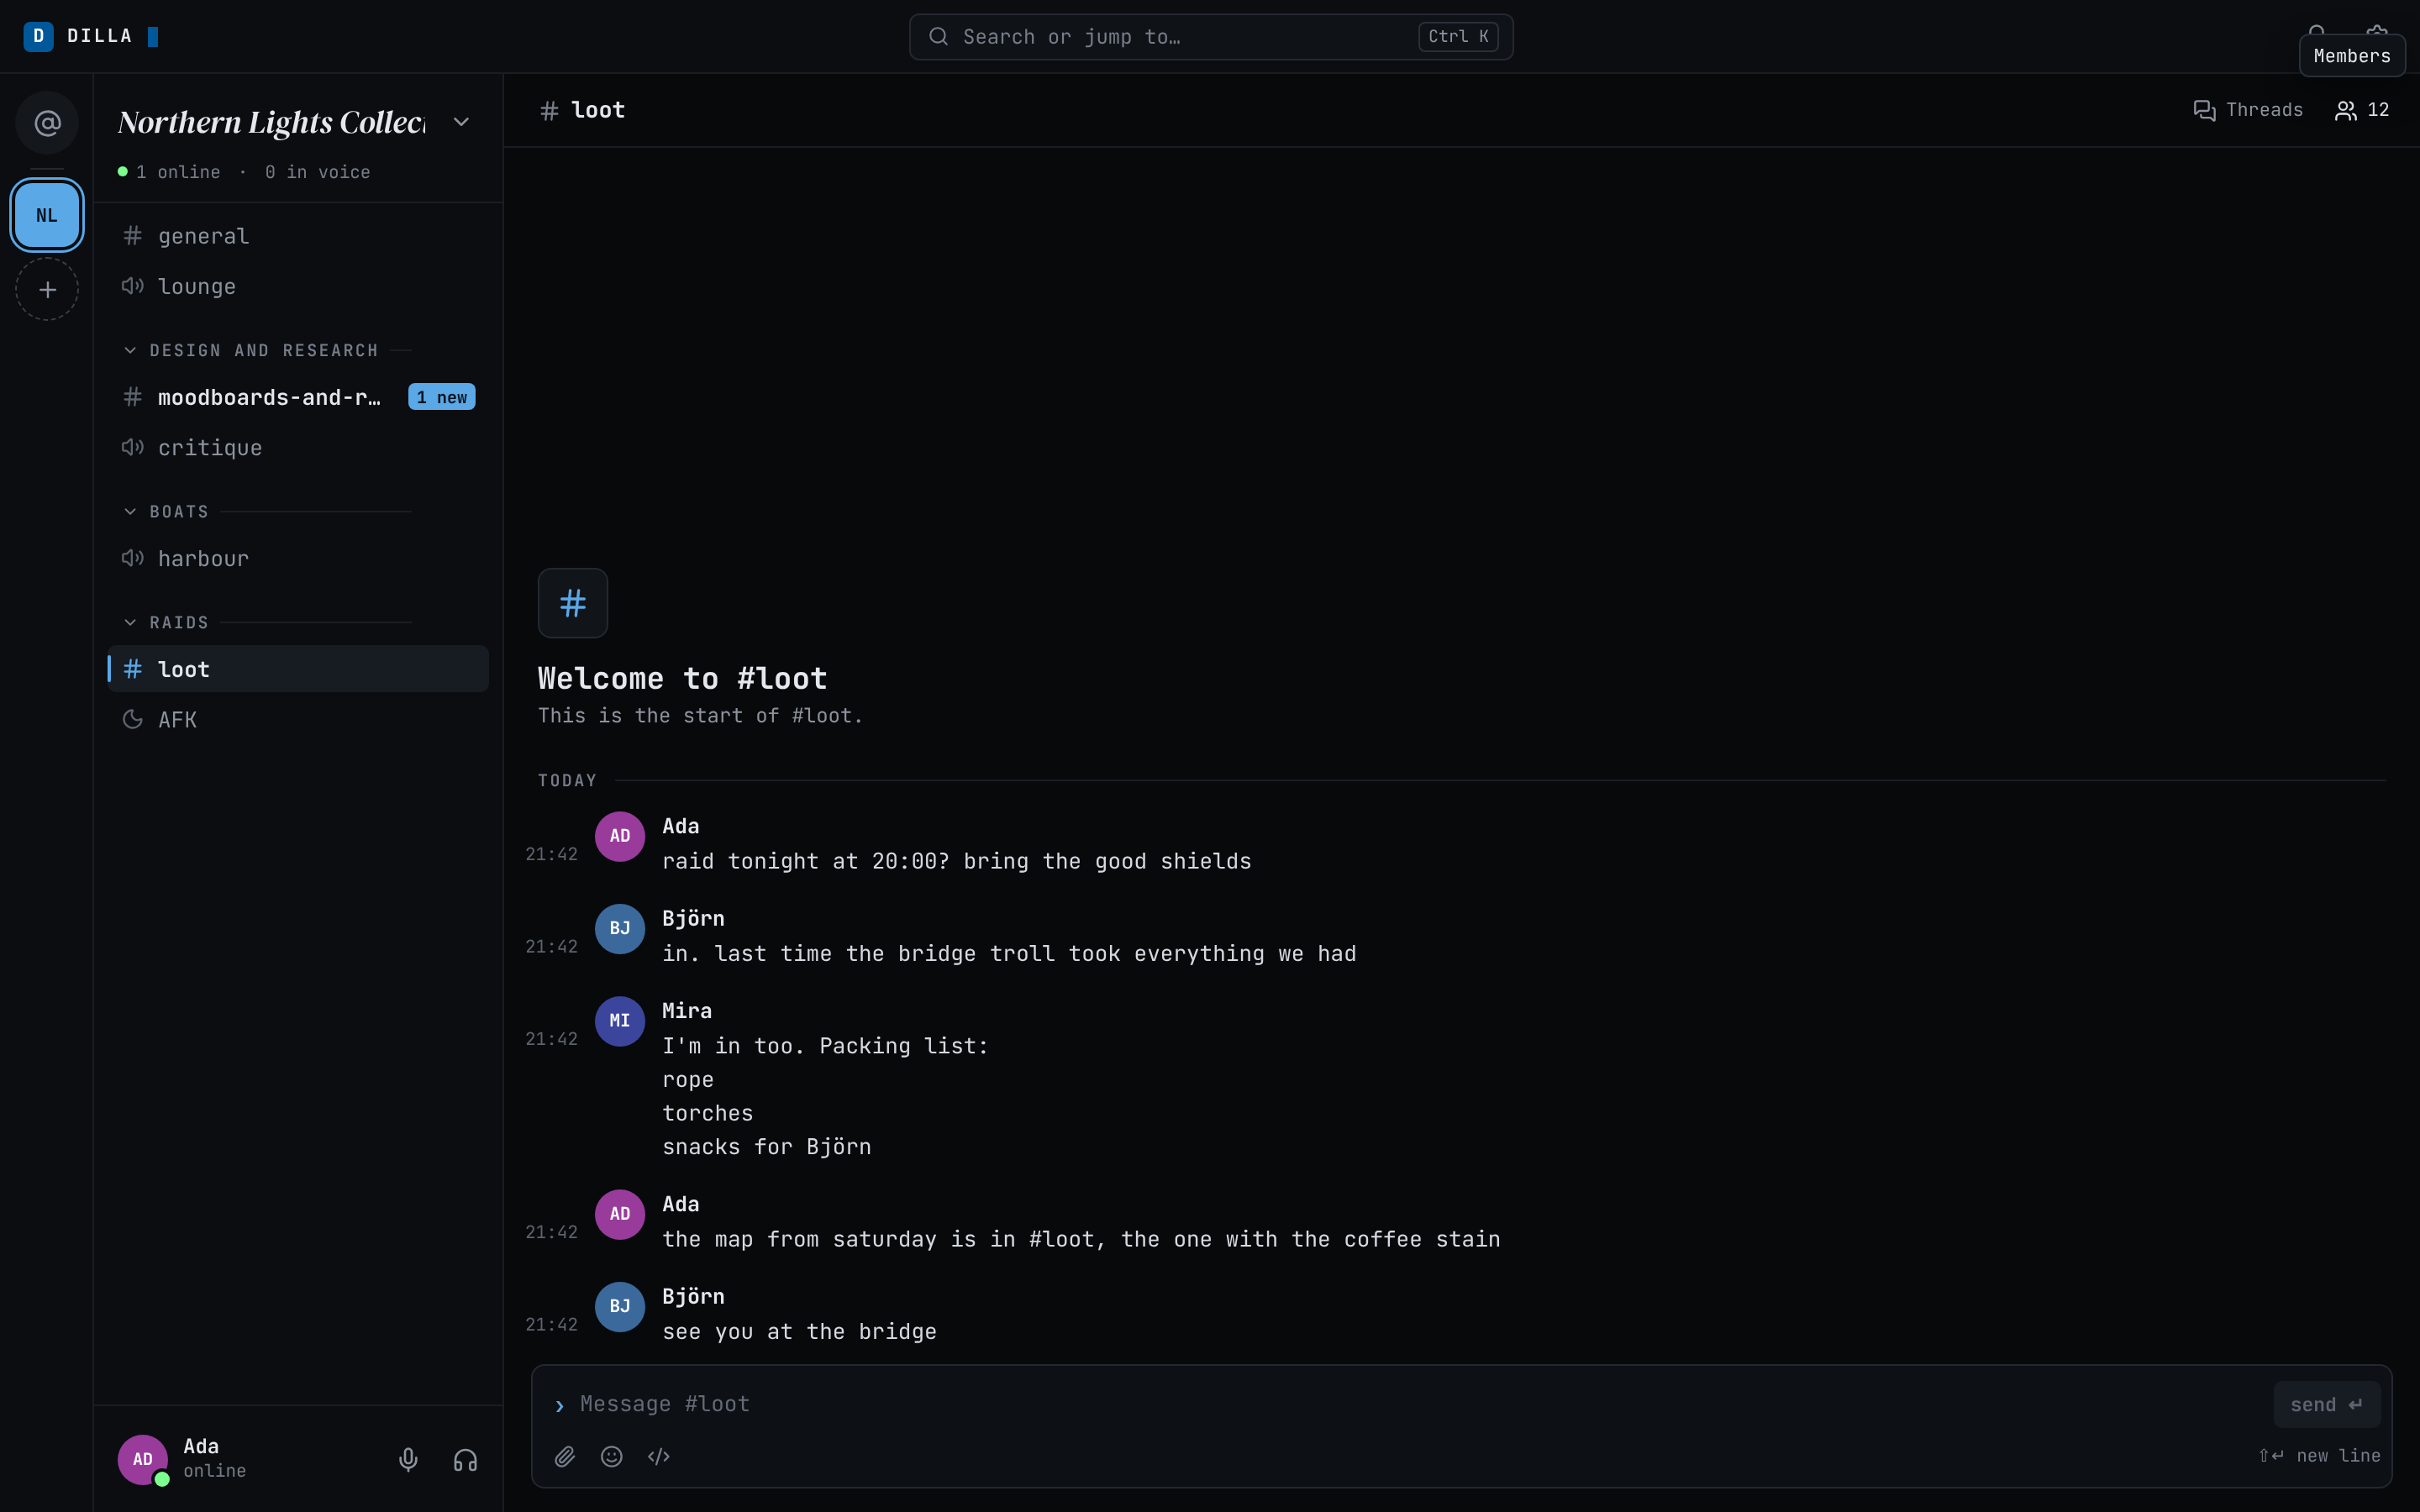 D DILLA
Search or jump to…
Ctrl K
Members
Northern Lights Collec
1 online · 0 in voice
NL
# general
lounge
DESIGN AND RESEARCH
# moodboards-and-r… 1 new
critique
BOATS
harbour
RAIDS
# loot
AFK
Ada
AD
online
# loot
Threads
12
#
Welcome to #loot
This is the start of #loot.
TODAY
AD Ada
21:42 raid tonight at 20:00? bring the good shields
BJ Björn
21:42 in. last time the bridge troll took everything we had
MI Mira
21:42 I'm in too. Packing list:
rope
torches
snacks for Björn
AD Ada
21:42 the map from saturday is in #loot, the one with the coffee stain
BJ Björn
21:42 see you at the bridge
› Message #loot
send ↵
⇧↵ new line